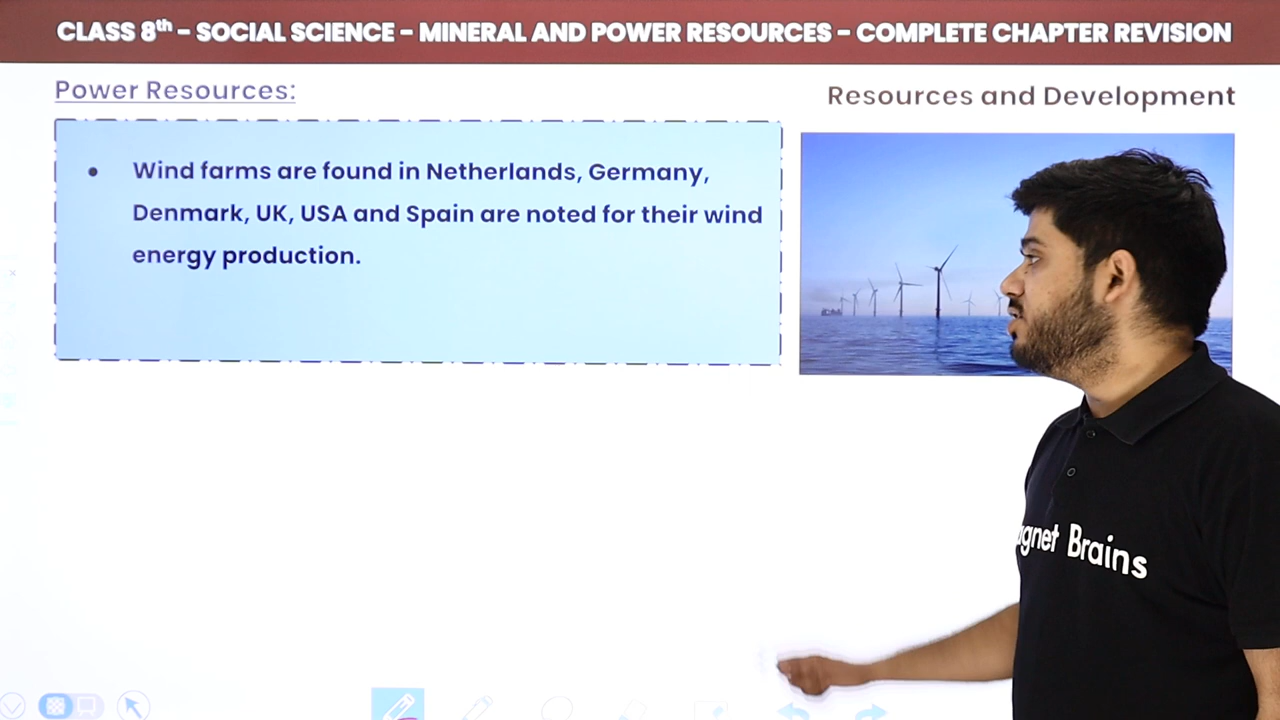 CLASS 8th – SOCIAL SCIENCE – MINERAL AND POWER RESOURCES – COMPLETE CHAPTER REVISION
Power Resources:
Resources and Development
• Wind farms are found in Netherlands, Germany,
Denmark, UK, USA and Spain are noted for their wind
energy production.
gnet Brains